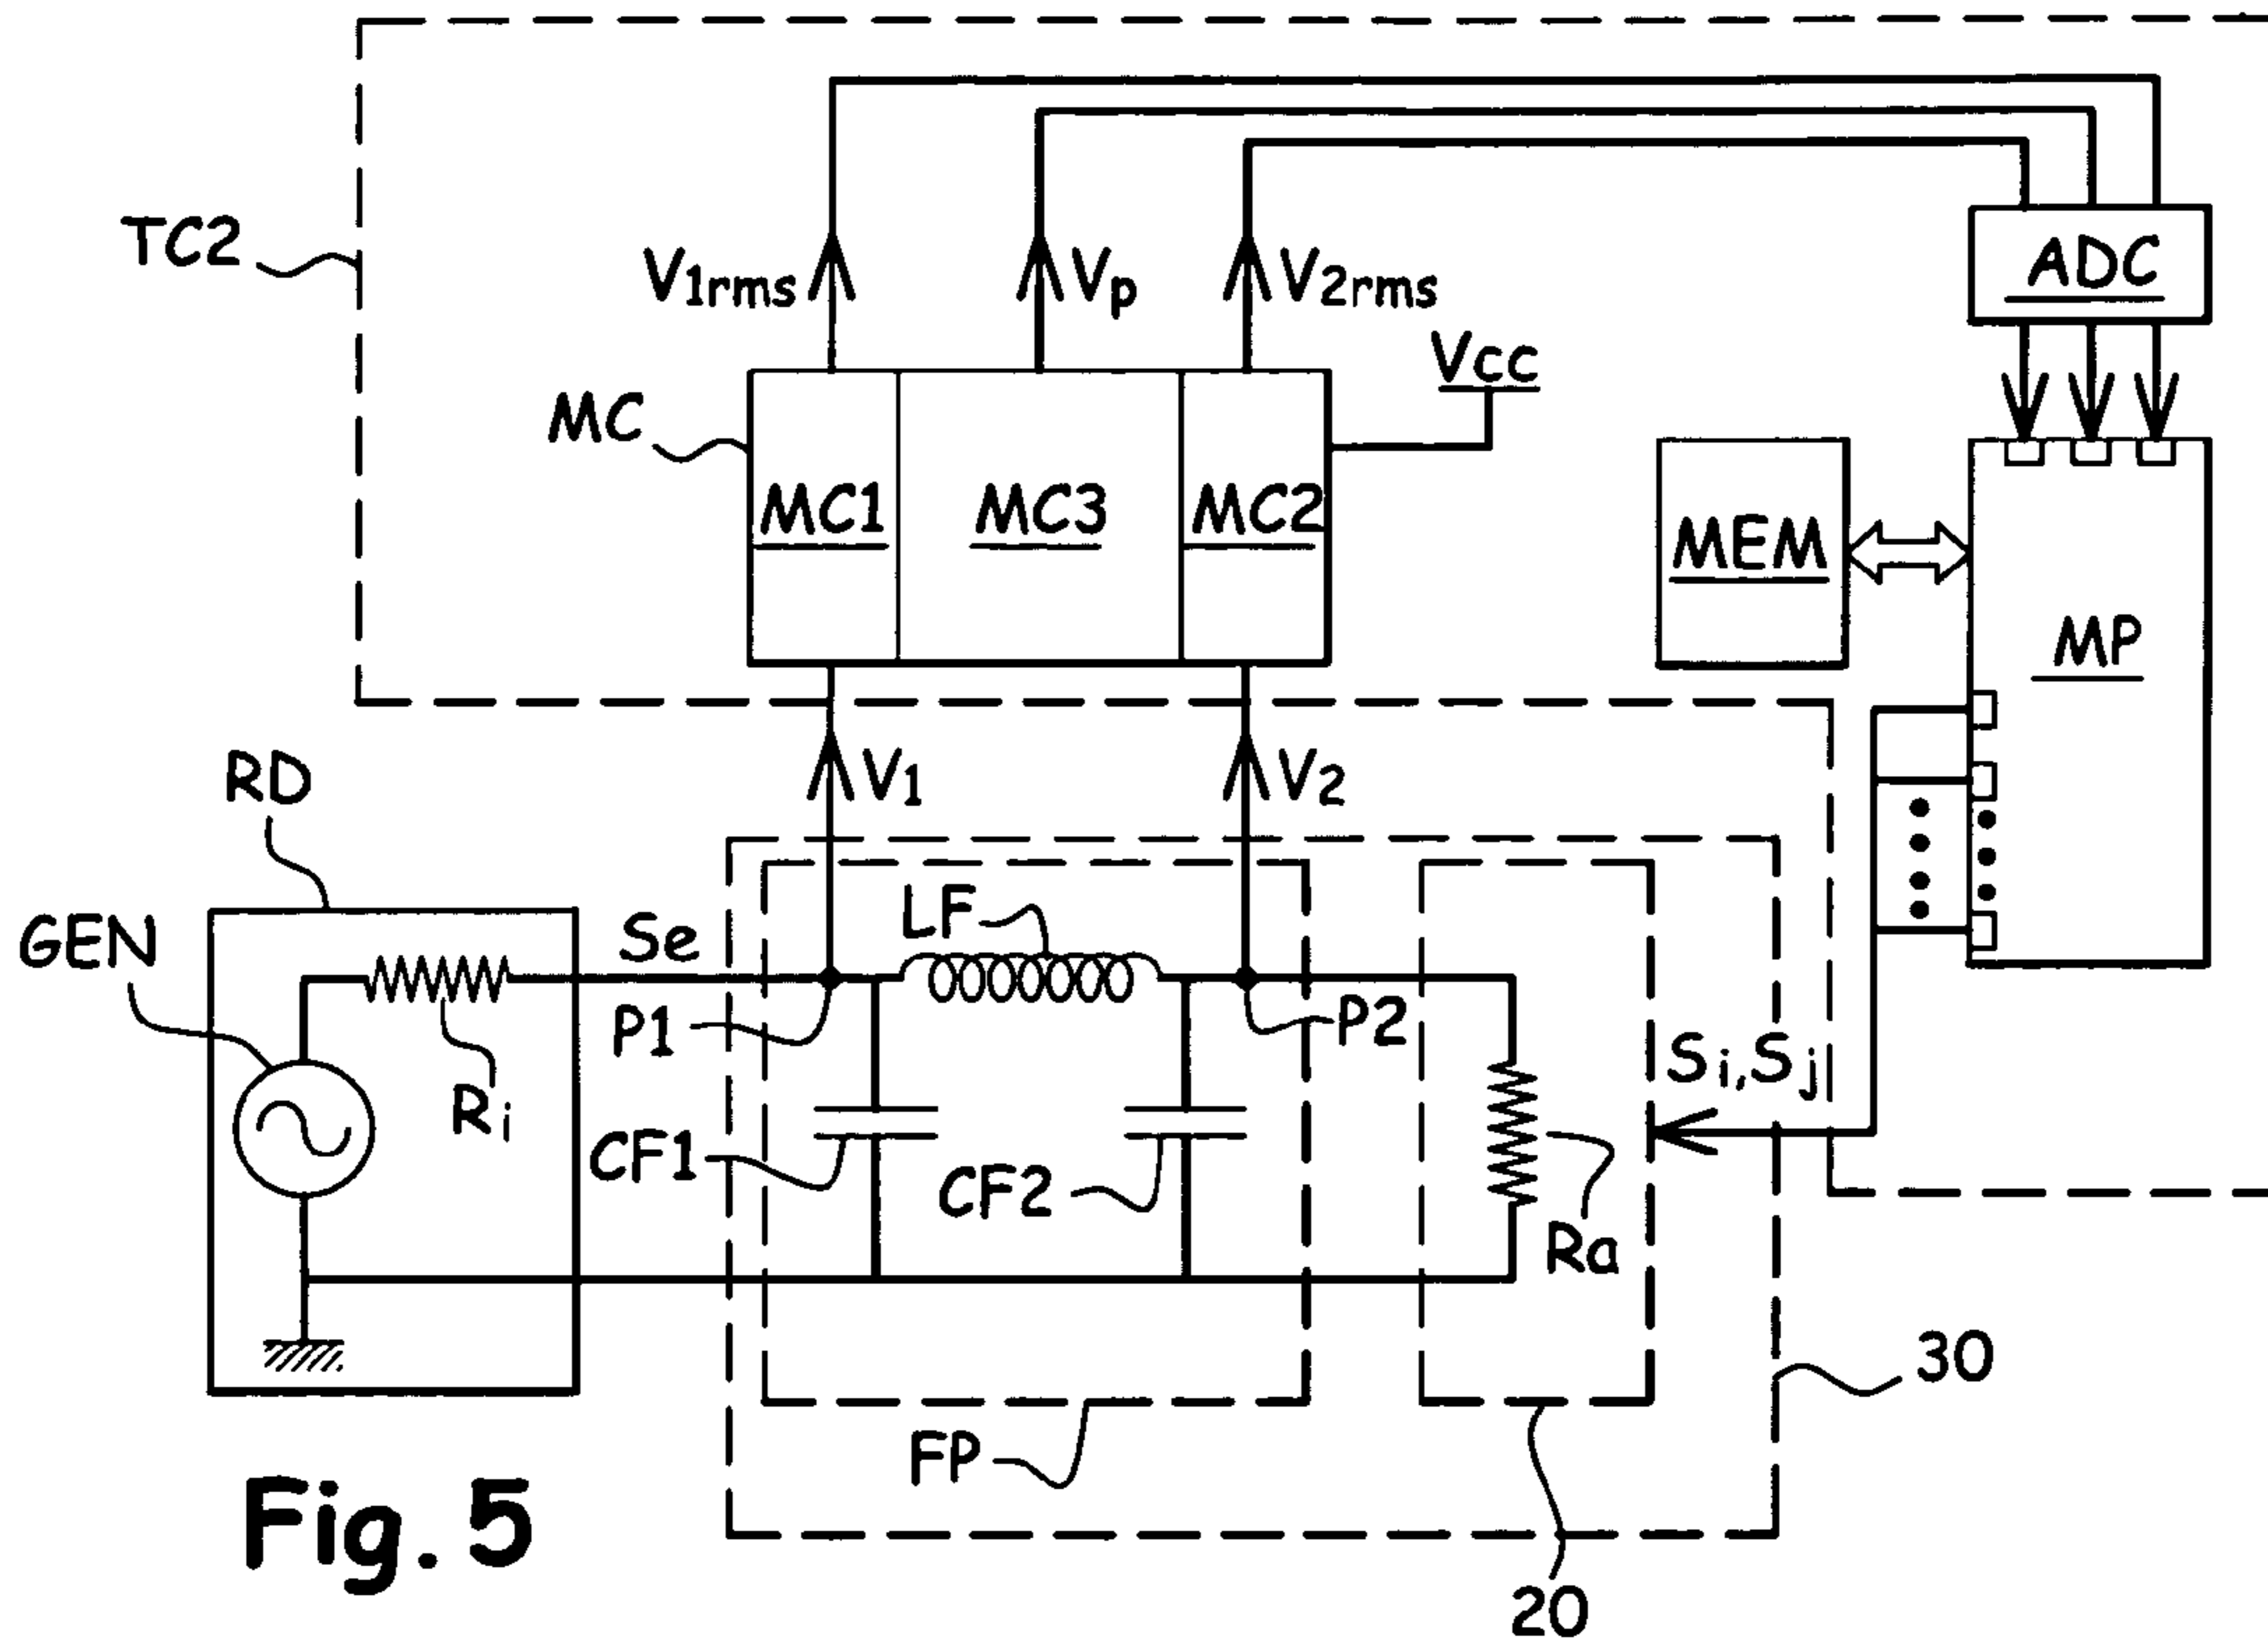 TC2
V1rms
Vp
V2rms
ADC
Vcc
MC
MC1
MC3
MC2
MEM
MP
RD
V1
V2
GEN
Se
LF
P1
P2
Ri
Si,Sj
CF1
CF2
Ra
30
FP
Fig. 5
20